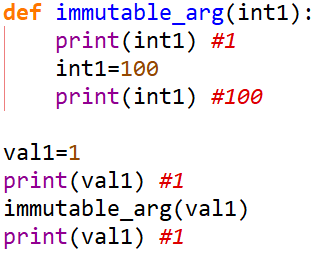 def immutable_arg(int1):
    print(int1) #1
    int1=100
    print(int1) #100

val1=1
print(val1) #1
immutable_arg(val1)
print(val1) #1